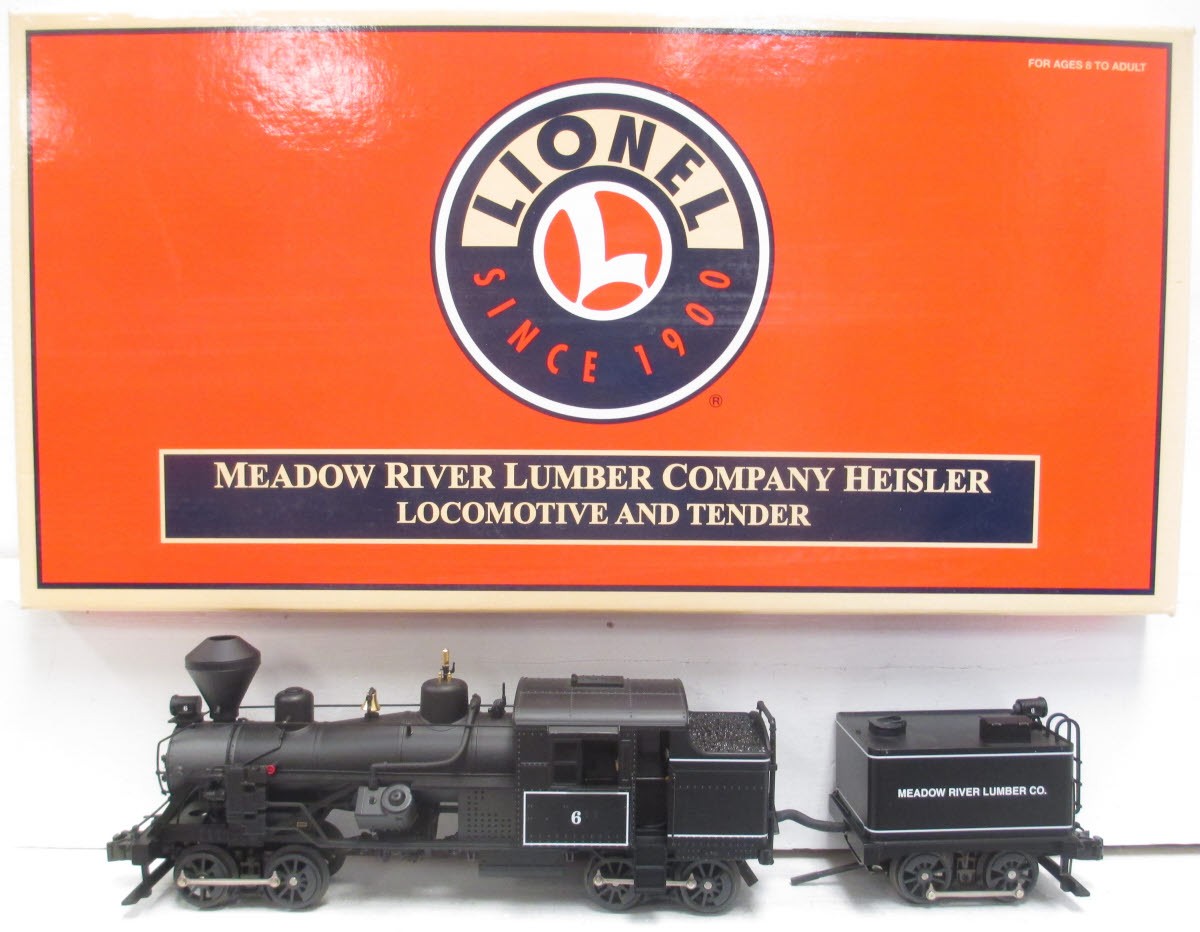 FOR AGES 8 TO ADULT
LIONEL
L
SINCE 1900
®
MEADOW RIVER LUMBER COMPANY HEISLER
LOCOMOTIVE AND TENDER
6
MEADOW RIVER LUMBER CO.